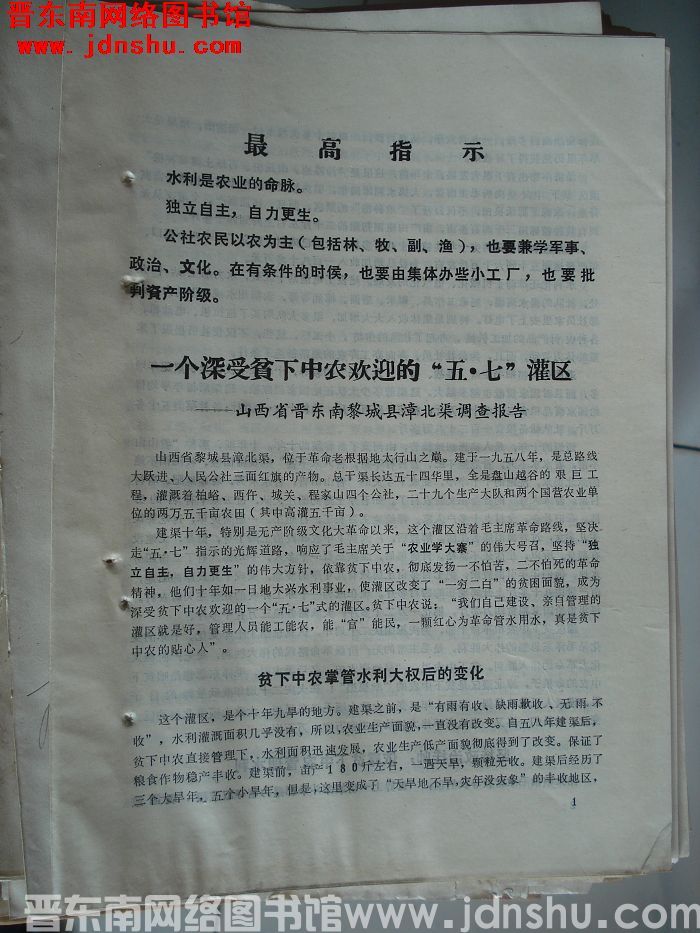 晋东南网络图书馆
www.jdnshu.com
最高指示
水利是农业的命脉。
独立自主，自力更生。
公社农民以农为主（包括林、牧、副、渔），也要兼学军事、
政治、文化。在有条件的时候，也要由集体办些小工厂，也要批
判资产阶级。
一个深受贫下中农欢迎的“五·七”灌区
——山西省晋东南黎城县漳北渠调查报告
山西省黎城县漳北渠，位于革命老根据地太行山之巅。建于一九五八年，是总路线
大跃进、人民公社三面红旗的产物。总干渠长达五十四华里，全是盘山越谷的艰巨工
程，灌溉着柏峪、西仵、城关、程家山四个公社，二十九个生产大队和两个国营农业单
位的两万五千亩农田（其中高灌五千亩）。
建渠十年，特别是无产阶级文化大革命以来，这个灌区沿着毛主席革命路线，坚决
走“五·七”指示的光辉道路，响应了毛主席关于“农业学大寨”的伟大号召，坚持“独
立自主，自力更生”的伟大方针，依靠贫下中农，彻底发扬一不怕苦，二不怕死的革命
精神，他们十年如一日地大兴水利事业，使灌区改变了“一穷二白”的贫困面貌，成为
深受贫下中农欢迎的一个“五·七”式的灌区。贫下中农说：“我们自己建设、亲自管理的
灌区就是好，管理人员能工能农，能“官”能民，一颗红心为革命管水用水，真是贫下
中农的贴心人”。
贫下中农掌管水利大权后的变化
这个灌区，是个十年九旱的地方。建渠之前，是“有雨有收、缺雨歉收、无雨不
收”，水利灌溉面积几乎没有，所以，农业生产面貌，一直没有改变。自五八年建渠后，
贫下中农直接管理下，水利面积迅速发展，农业生产低产面貌彻底得到了改变。保证了
粮食作物稳产丰收。建渠前，亩产180斤左右，一遇天旱，颗粒无收。建渠后经历了
三个大旱年，五个小旱年，但是，这里变成了“天旱地不旱，灾年没灾象”的丰收地区，
1
晋东南网络图书馆www.jdnshu.com